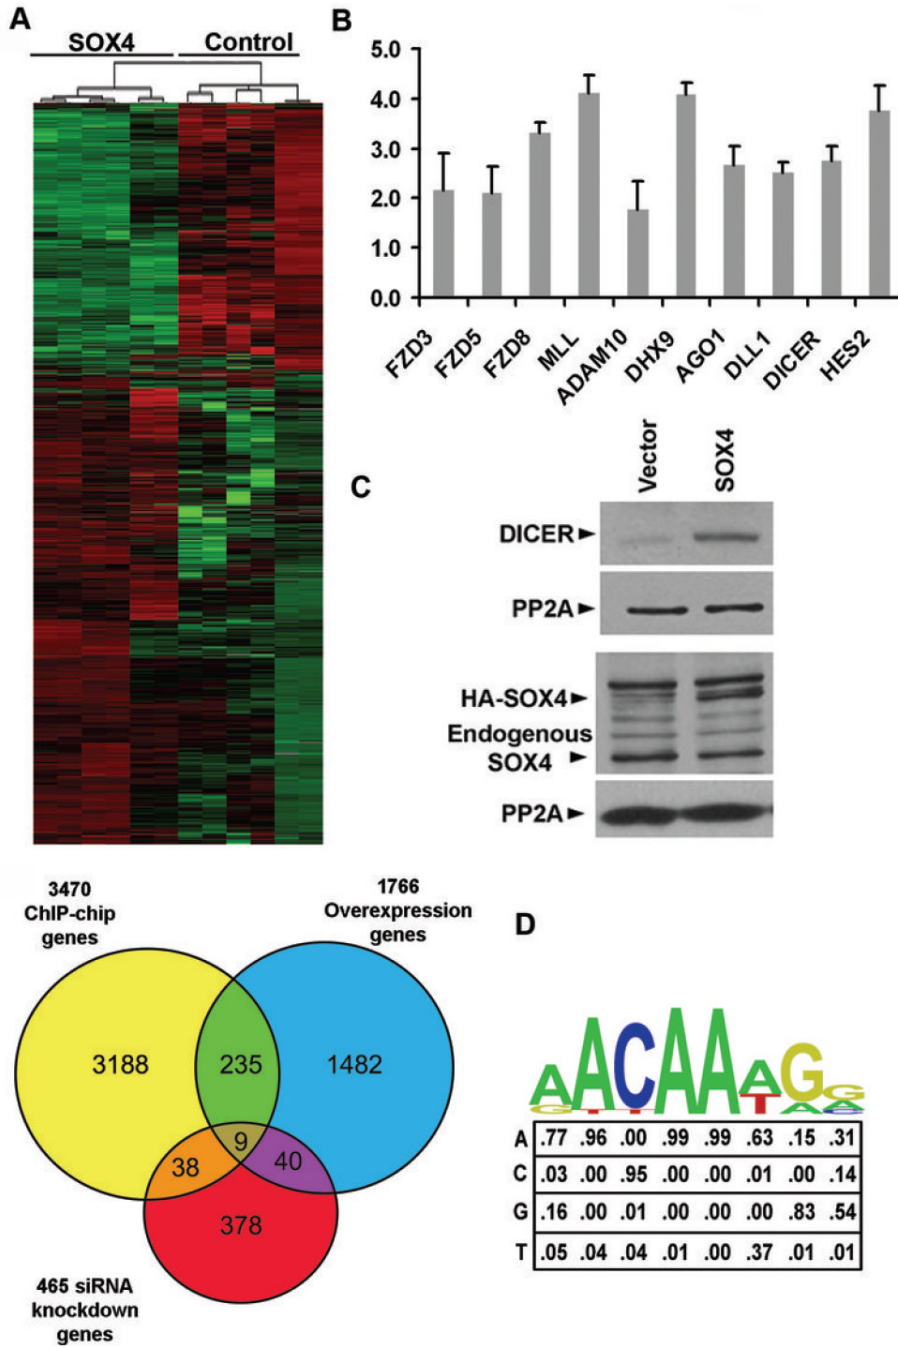 A
SOX4 Control
B
5.0
4.0
3.0
2.0
1.0
0.0
FZD3
FZD5
FZD8
MLL
ADAM10
DHX9
AGO1
DLL1
DICER
HES2
C
Vector
SOX4
DICER
PP2A
HA-SOX4
Endogenous
SOX4
PP2A
3470
ChIP-chip
genes
1766
Overexpression
genes
3188
235
1482
9
38
40
378
465 siRNA
knockdown
genes
D
AACAAAGG
GTTTAA
C
A .77 .96 .00 .99 .99 .63 .15 .31
C .03 .00 .95 .00 .00 .01 .00 .14
G .16 .00 .01 .00 .00 .00 .83 .54
T .05 .04 .04 .01 .00 .37 .01 .01